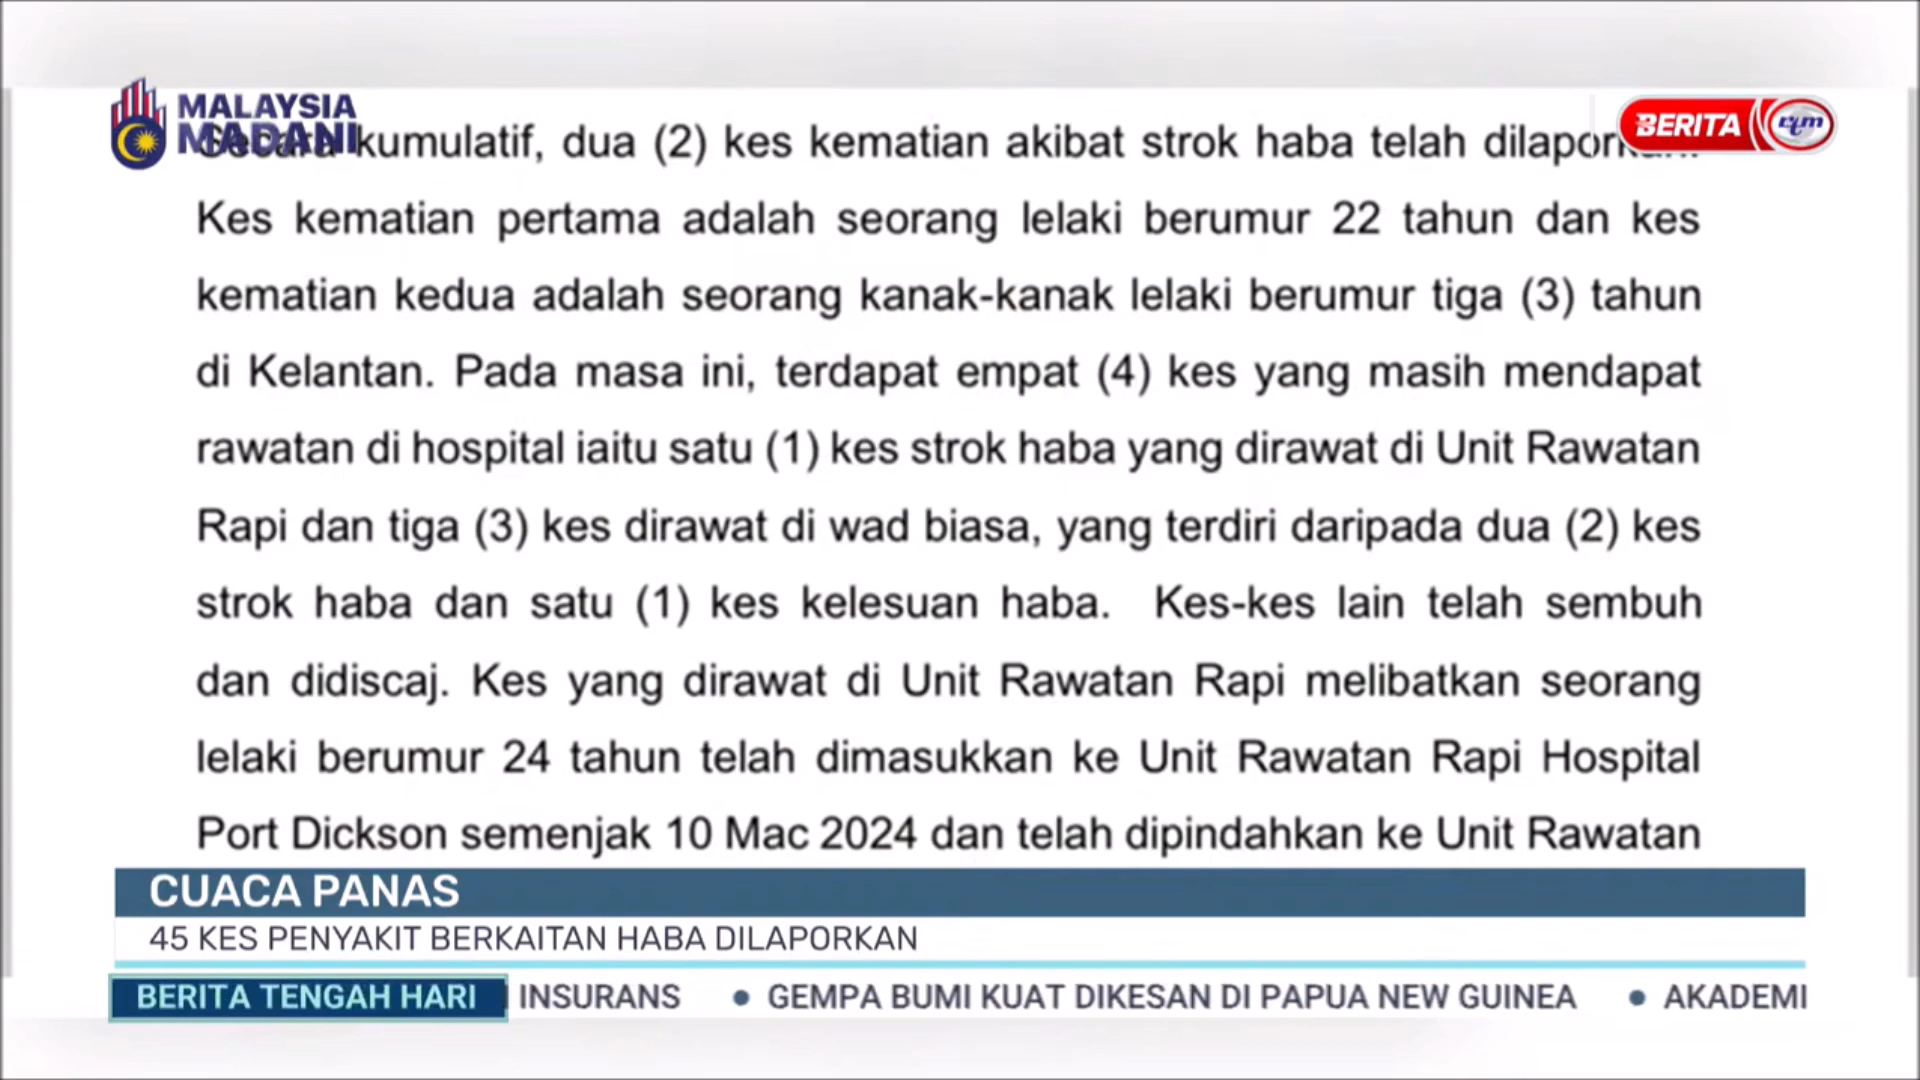 MALAYSIA
MADANI
BERITA rtm
Secara kumulatif, dua (2) kes kematian akibat strok haba telah dilaporkan.
Kes kematian pertama adalah seorang lelaki berumur 22 tahun dan kes
kematian kedua adalah seorang kanak-kanak lelaki berumur tiga (3) tahun
di Kelantan. Pada masa ini, terdapat empat (4) kes yang masih mendapat
rawatan di hospital iaitu satu (1) kes strok haba yang dirawat di Unit Rawatan
Rapi dan tiga (3) kes dirawat di wad biasa, yang terdiri daripada dua (2) kes
strok haba dan satu (1) kes kelesuan haba. Kes-kes lain telah sembuh
dan didiscaj. Kes yang dirawat di Unit Rawatan Rapi melibatkan seorang
lelaki berumur 24 tahun telah dimasukkan ke Unit Rawatan Rapi Hospital
Port Dickson semenjak 10 Mac 2024 dan telah dipindahkan ke Unit Rawatan
CUACA PANAS
45 KES PENYAKIT BERKAITAN HABA DILAPORKAN
BERITA TENGAH HARI INSURANS • GEMPA BUMI KUAT DIKESAN DI PAPUA NEW GUINEA • AKADEMI